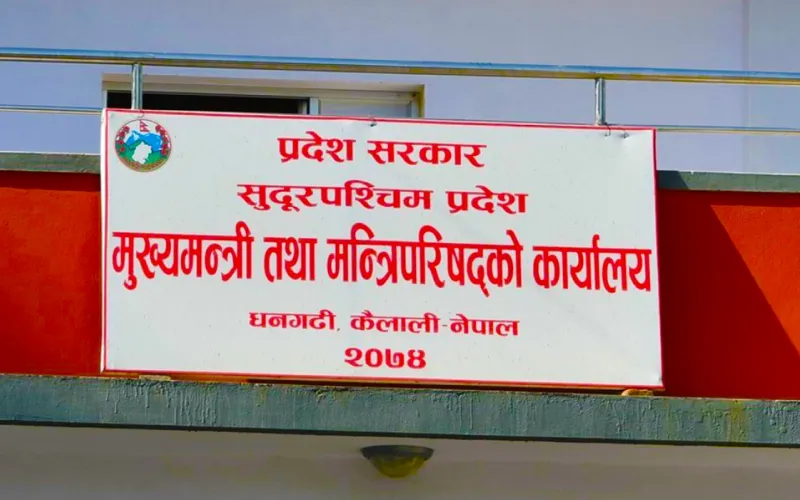 प्रदेश सरकार
सुदूरपश्चिम प्रदेश
मुख्यमन्त्री तथा मन्त्रिपरिषद्को कार्यालय
धनगढी, कैलाली-नेपाल
२०७४